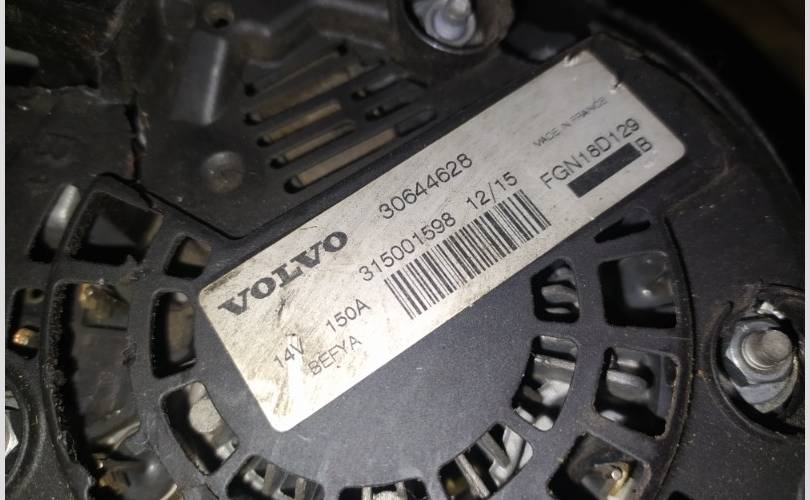 VOLVO 30644628 MADE IN FRANCE
315001598 12/15 FGN18D129
14V 150A B
BEFYA